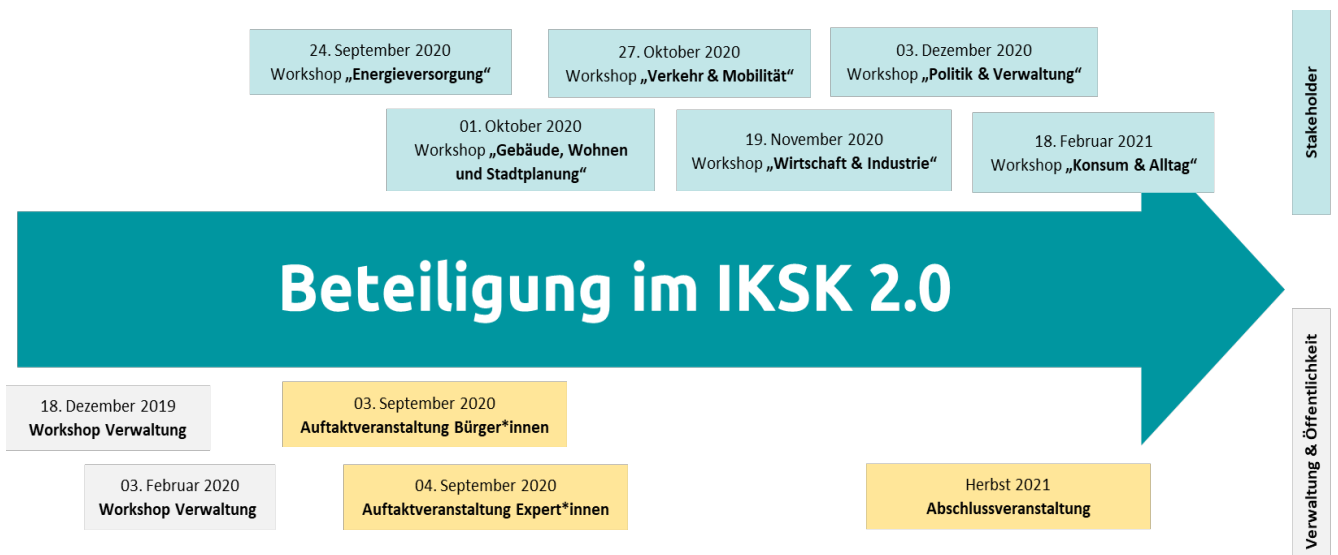 24. September 2020
Workshop „Energieversorgung“
27. Oktober 2020
Workshop „Verkehr & Mobilität“
03. Dezember 2020
Workshop „Politik & Verwaltung“
01. Oktober 2020
Workshop „Gebäude, Wohnen
und Stadtplanung“
19. November 2020
Workshop „Wirtschaft & Industrie“
18. Februar 2021
Workshop „Konsum & Alltag“
Stakeholder
Beteiligung im IKSK 2.0
18. Dezember 2019
Workshop Verwaltung
03. September 2020
Auftaktveranstaltung Bürger*innen
03. Februar 2020
Workshop Verwaltung
04. September 2020
Auftaktveranstaltung Expert*innen
Herbst 2021
Abschlussveranstaltung
Verwaltung & Öffentlichkeit